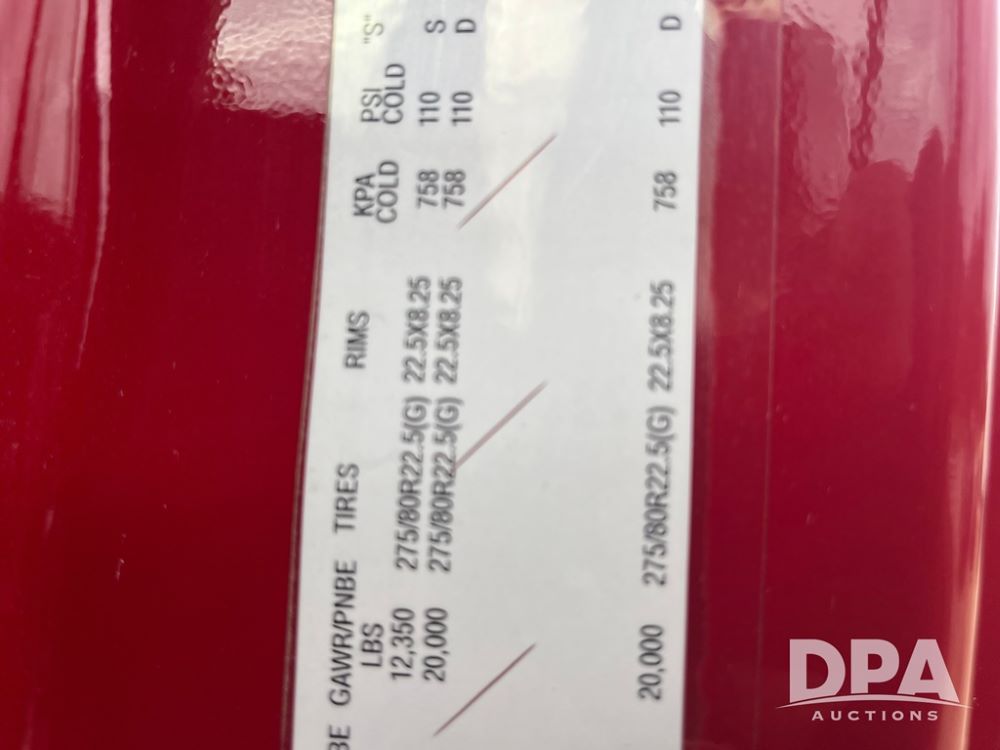 BE GAWR/PNBE TIRES RIMS KPA PSI "S"
LBS COLD COLD
12,350 275/80R22.5(G) 22.5X8.25 758 110 S
20,000 275/80R22.5(G) 22.5X8.25 758 110 D
20,000 275/80R22.5(G) 22.5X8.25 758 110 D
DPA
AUCTIONS